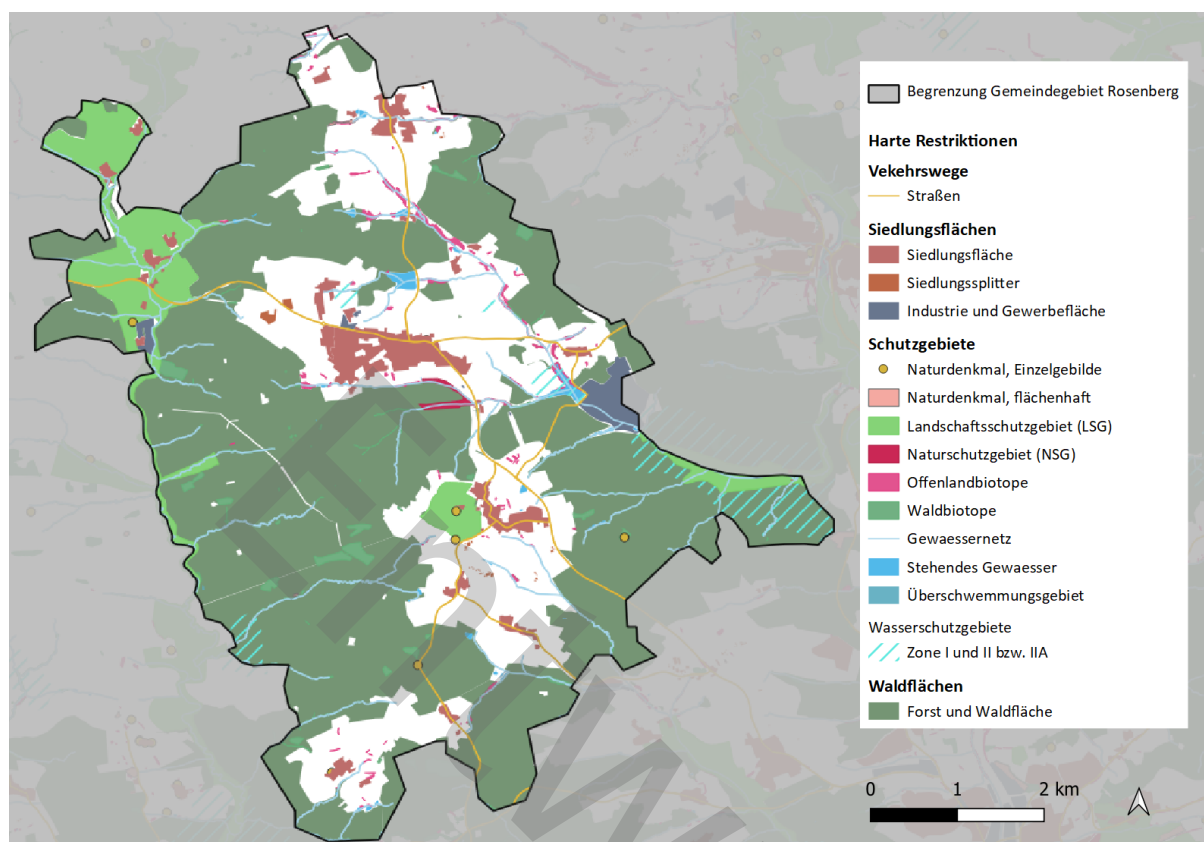 Begrenzung Gemeindegebiet Rosenberg
Harte Restriktionen
Vekehrswege
Straßen
Siedlungsflächen
Siedlungsfläche
Siedlungssplitter
Industrie und Gewerbefläche
Schutzgebiete
Naturdenkmal, Einzelgebilde
Naturdenkmal, flächenhaft
Landschaftsschutzgebiet (LSG)
Naturschutzgebiet (NSG)
Offenlandbiotope
Waldbiotope
Gewaessernetz
Stehendes Gewaesser
Überschwemmungsgebiet
Wasserschutzgebiete
Zone I und II bzw. IIA
Waldflächen
Forst und Waldfläche
0 1 2 km